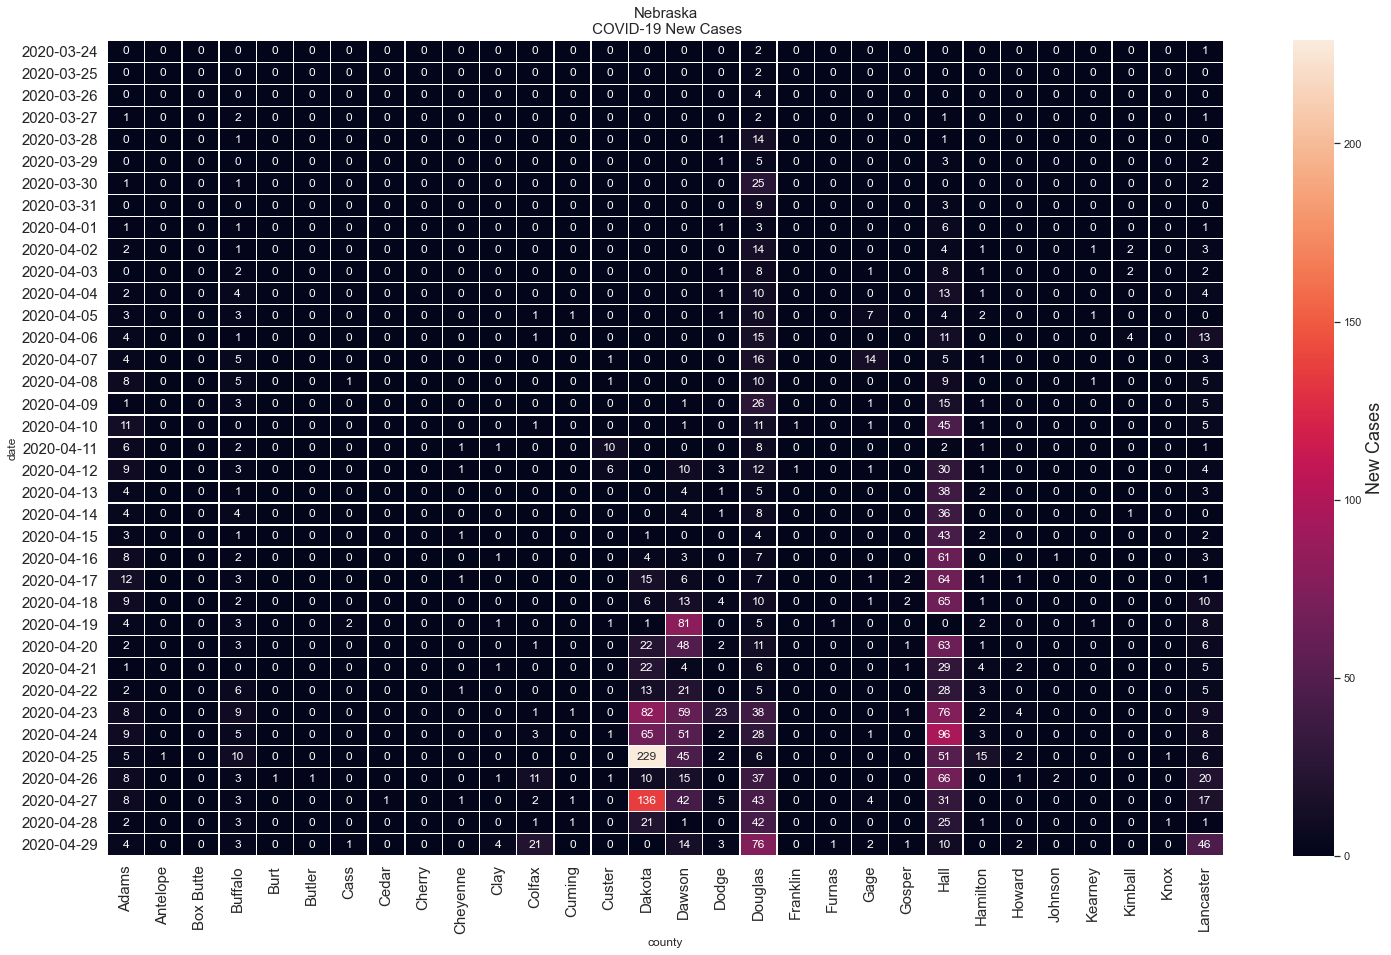 Nebraska
COVID-19 New Cases
2020-03-24 0 0 0 0 0 0 0 0 0 0 0 0 0 0 0 0 0 2 0 0 0 0 0 0 0 0 0 0 0 1
2020-03-25 0 0 0 0 0 0 0 0 0 0 0 0 0 0 0 0 0 2 0 0 0 0 0 0 0 0 0 0 0 0
2020-03-26 0 0 0 0 0 0 0 0 0 0 0 0 0 0 0 0 0 4 0 0 0 0 0 0 0 0 0 0 0 0
2020-03-27 1 0 0 2 0 0 0 0 0 0 0 0 0 0 0 0 0 2 0 0 0 0 1 0 0 0 0 0 0 1
2020-03-28 0 0 0 1 0 0 0 0 0 0 0 0 0 0 0 0 1 14 0 0 0 0 1 0 0 0 0 0 0 0
2020-03-29 0 0 0 0 0 0 0 0 0 0 0 0 0 0 0 0 1 5 0 0 0 0 3 0 0 0 0 0 0 2
2020-03-30 1 0 0 1 0 0 0 0 0 0 0 0 0 0 0 0 0 25 0 0 0 0 0 0 0 0 0 0 0 2
2020-03-31 0 0 0 0 0 0 0 0 0 0 0 0 0 0 0 0 0 9 0 0 0 0 3 0 0 0 0 0 0 0
2020-04-01 1 0 0 1 0 0 0 0 0 0 0 0 0 0 0 0 1 3 0 0 0 0 6 0 0 0 0 0 0 1
2020-04-02 2 0 0 1 0 0 0 0 0 0 0 0 0 0 0 0 0 14 0 0 0 0 4 1 0 0 1 2 0 3
2020-04-03 0 0 0 2 0 0 0 0 0 0 0 0 0 0 0 0 1 8 0 0 1 0 8 1 0 0 0 2 0 2
2020-04-04 2 0 0 4 0 0 0 0 0 0 0 0 0 0 0 0 1 10 0 0 0 0 13 1 0 0 0 0 0 4
2020-04-05 3 0 0 3 0 0 0 0 0 0 0 1 1 0 0 0 1 10 0 0 7 0 4 2 0 0 1 0 0 0
2020-04-06 4 0 0 1 0 0 0 0 0 0 0 1 0 0 0 0 0 15 0 0 0 0 11 0 0 0 0 4 0 13
2020-04-07 4 0 0 5 0 0 0 0 0 0 0 0 0 1 0 0 0 16 0 0 14 0 5 1 0 0 0 0 0 3
2020-04-08 8 0 0 5 0 0 1 0 0 0 0 0 0 1 0 0 0 10 0 0 0 0 9 0 0 0 1 0 0 5
2020-04-09 1 0 0 3 0 0 0 0 0 0 0 0 0 0 0 1 0 26 0 0 1 0 15 1 0 0 0 0 0 5
2020-04-10 11 0 0 0 0 0 0 0 0 0 0 1 0 0 0 1 0 11 1 0 1 0 45 0 0 0 0 0 0 5
2020-04-11 6 0 0 2 0 0 0 0 0 1 1 0 0 10 0 0 0 8 0 0 0 0 2 1 0 0 0 0 0 1
2020-04-12 9 0 0 3 0 0 0 0 0 1 0 0 0 6 0 10 3 12 1 0 1 0 30 1 0 0 0 0 0 4
2020-04-13 4 0 0 1 0 0 0 0 0 0 0 0 0 0 0 4 1 5 0 0 0 0 38 2 0 0 0 0 0 3
2020-04-14 4 0 0 4 0 0 0 0 0 0 0 0 0 0 0 4 1 8 0 0 0 0 36 0 0 0 0 1 0 0
2020-04-15 3 0 0 1 0 0 0 0 0 1 0 0 0 0 1 0 0 4 0 0 0 0 43 2 0 0 0 0 0 2
2020-04-16 8 0 0 2 0 0 0 0 0 0 1 0 0 0 4 3 0 7 0 0 0 0 61 0 0 1 0 0 0 3
2020-04-17 12 0 0 3 0 0 0 0 0 1 0 0 0 0 15 6 0 7 0 0 1 2 64 1 1 0 0 0 0 1
2020-04-18 9 0 0 2 0 0 0 0 0 0 0 0 0 0 6 13 4 10 0 0 1 2 65 1 0 0 0 0 0 10
2020-04-19 4 0 0 3 0 0 2 0 0 0 1 0 0 1 1 81 0 5 0 1 0 0 0 2 0 0 1 0 0 8
2020-04-20 2 0 0 3 0 0 0 0 0 0 0 1 0 0 22 48 2 11 0 0 0 1 63 1 0 0 0 0 0 6
2020-04-21 1 0 0 0 0 0 0 0 0 0 1 0 0 0 22 4 0 6 0 0 0 1 29 4 2 0 0 0 0 5
2020-04-22 2 0 0 6 0 0 0 0 0 1 0 0 0 0 13 21 0 5 0 0 0 0 28 3 0 0 0 0 0 5
2020-04-23 8 0 0 9 0 0 0 0 0 0 0 1 1 0 82 59 23 38 0 0 0 1 76 2 4 0 0 0 0 9
2020-04-24 9 0 0 5 0 0 0 0 0 0 0 3 0 1 65 51 2 28 0 0 1 0 96 3 0 0 0 0 0 8
2020-04-25 5 1 0 10 0 0 0 0 0 0 0 0 0 0 229 45 2 6 0 0 0 0 51 15 2 0 0 0 1 6
2020-04-26 8 0 0 3 1 1 0 0 0 0 1 11 0 1 10 15 0 37 0 0 0 0 66 0 1 2 0 0 0 20
2020-04-27 8 0 0 3 0 0 0 1 0 1 0 2 1 0 136 42 5 43 0 0 4 0 31 0 0 0 0 0 0 17
2020-04-28 2 0 0 3 0 0 0 0 0 0 0 1 1 0 21 1 0 42 0 0 0 0 25 1 0 0 0 0 1 1
2020-04-29 4 0 0 3 0 0 1 0 0 0 4 21 0 0 0 14 3 76 0 1 2 1 10 0 2 0 0 0 0 46
date
Adams Antelope Box Butte Buffalo Burt Butler Cass Cedar Cherry Cheyenne Clay Colfax Cuming Custer Dakota Dawson Dodge Douglas Franklin Furnas Gage Gosper Hall Hamilton Howard Johnson Kearney Kimball Knox Lancaster
county
200
150
100
50
0
New Cases